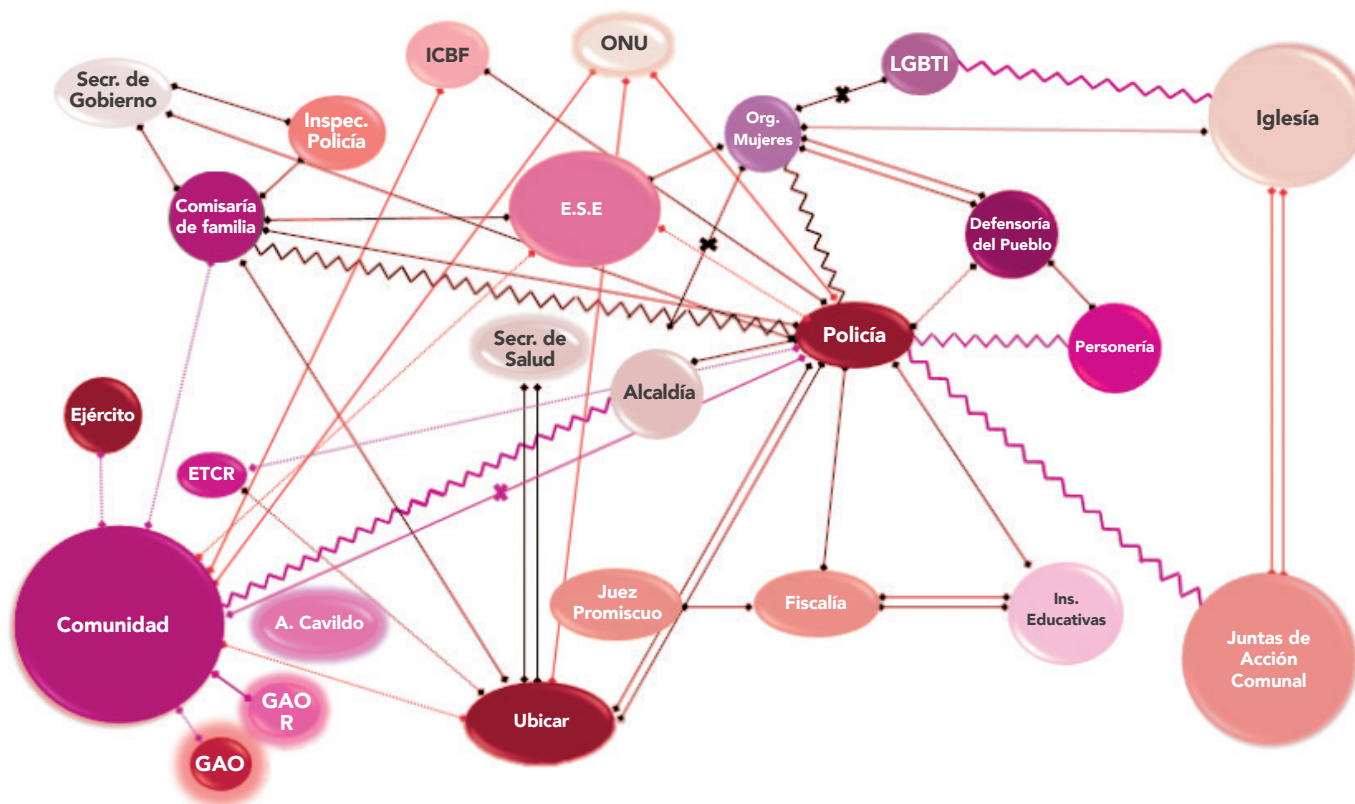 ICBF
ONU
LGBTI
Secr. de
Gobierno
Inspec.
Policía
Org.
Mujeres
Iglesía
Comisaría
de familia
E.S.E
Defensoría
del Pueblo
Secr. de
Salud
Policía
Personería
Alcaldía
Ejército
ETCR
Comunidad
A. Cavildo
Juez
Promiscuo
Fiscalía
Ins.
Educativas
Juntas de
Acción
Comunal
GAO
R
Ubicar
GAO